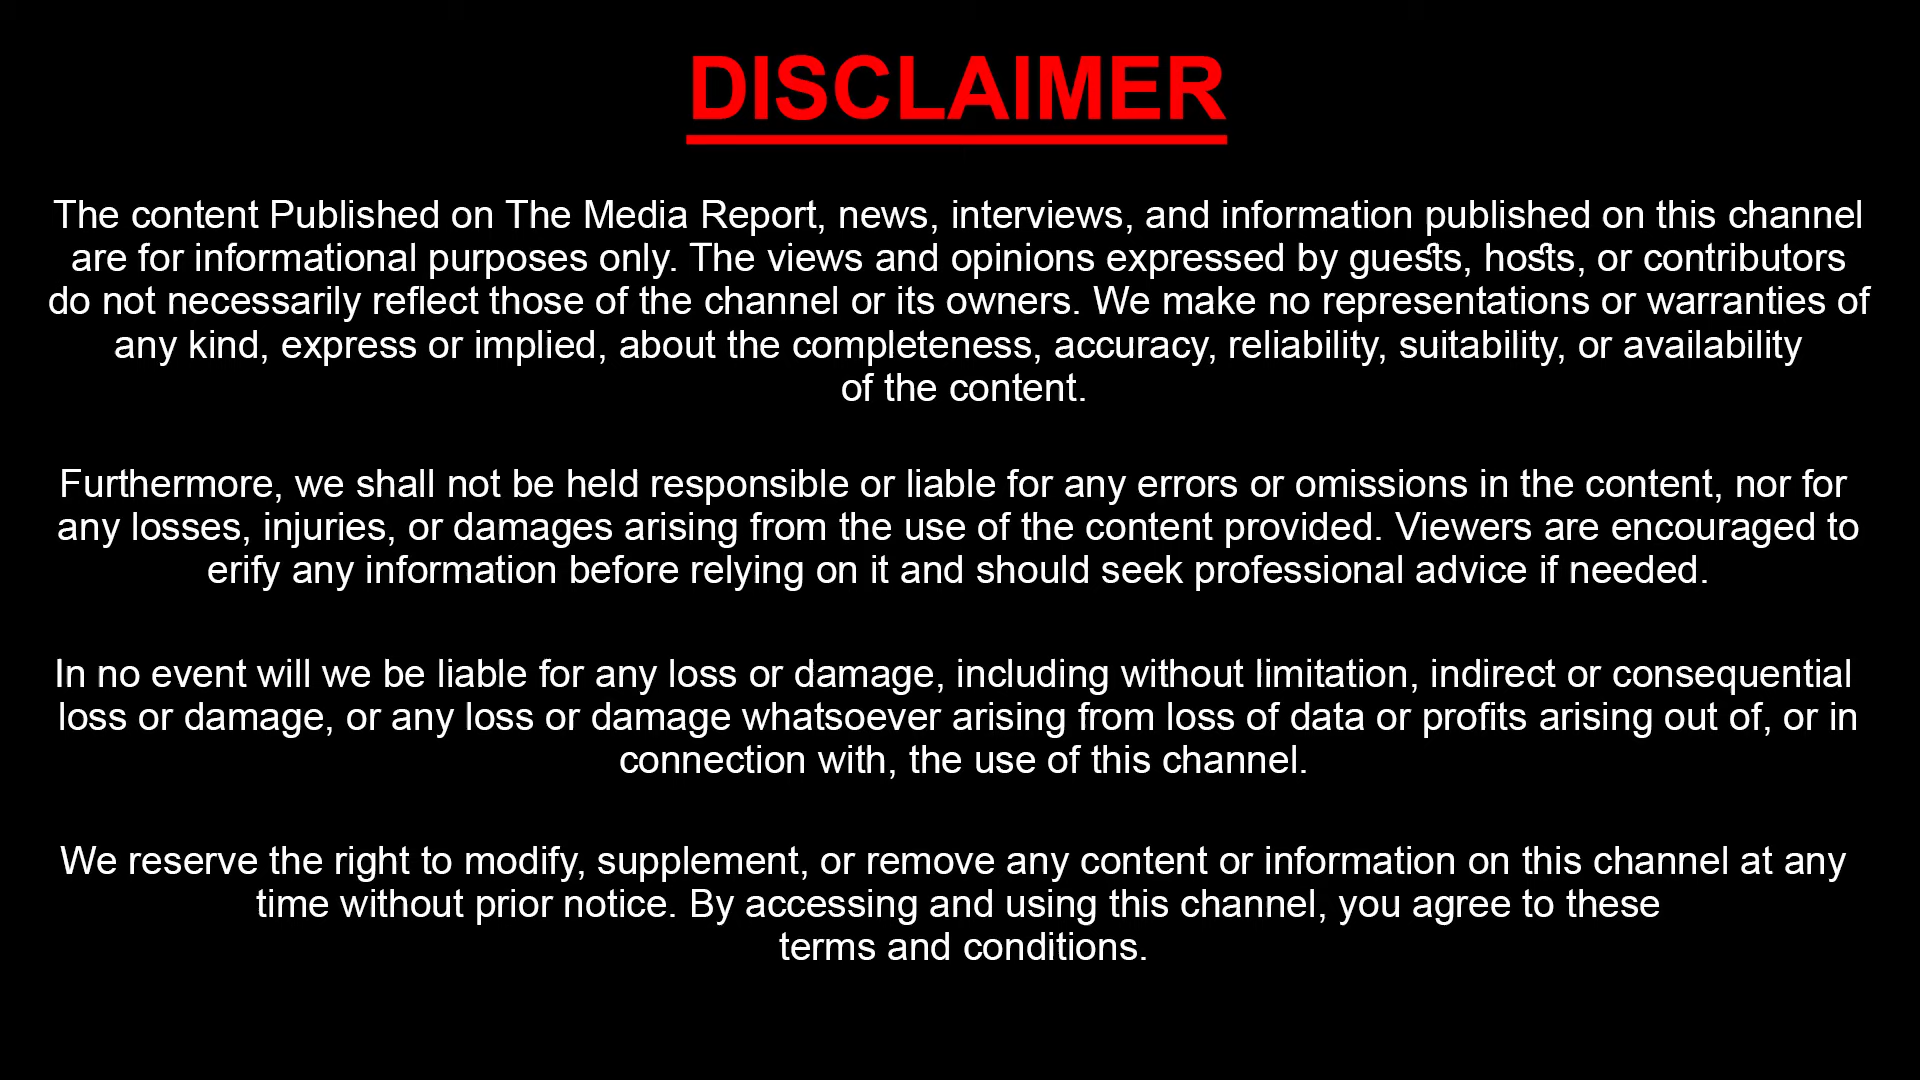 DISCLAIMER
The content Published on The Media Report, news, interviews, and information published on this channel
are for informational purposes only. The views and opinions expressed by guests, hosts, or contributors
do not necessarily reflect those of the channel or its owners. We make no representations or warranties of
any kind, express or implied, about the completeness, accuracy, reliability, suitability, or availability
of the content.
Furthermore, we shall not be held responsible or liable for any errors or omissions in the content, nor for
any losses, injuries, or damages arising from the use of the content provided. Viewers are encouraged to
erify any information before relying on it and should seek professional advice if needed.
In no event will we be liable for any loss or damage, including without limitation, indirect or consequential
loss or damage, or any loss or damage whatsoever arising from loss of data or profits arising out of, or in
connection with, the use of this channel.
We reserve the right to modify, supplement, or remove any content or information on this channel at any
time without prior notice. By accessing and using this channel, you agree to these
terms and conditions.